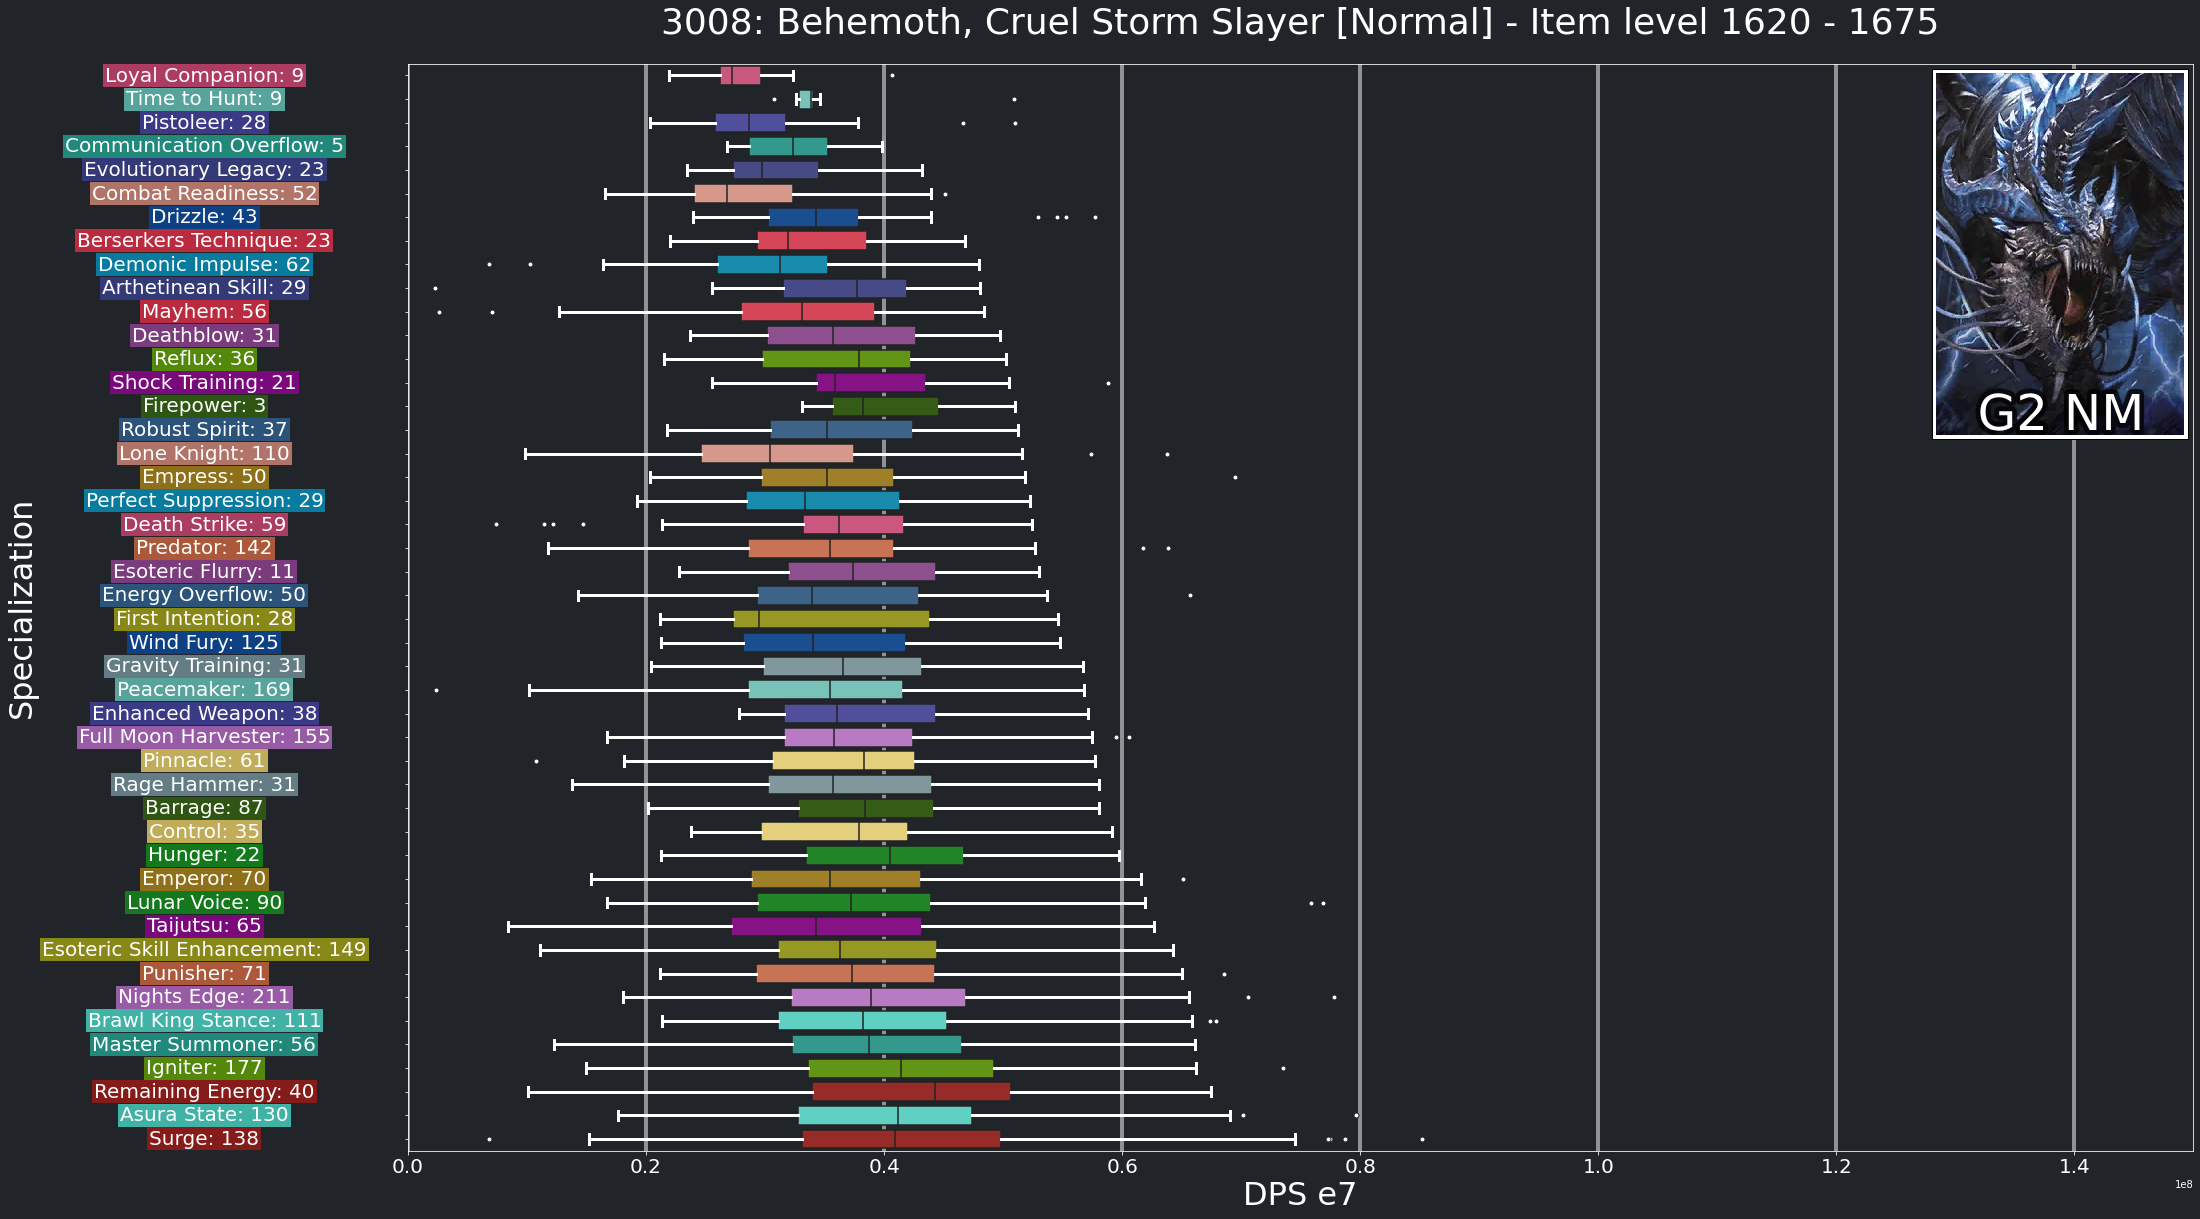 3008: Behemoth, Cruel Storm Slayer [Normal] - Item level 1620 - 1675
Loyal Companion: 9
Time to Hunt: 9
Pistoleer: 28
Communication Overflow: 5
Evolutionary Legacy: 23
Combat Readiness: 52
Drizzle: 43
Berserkers Technique: 23
Demonic Impulse: 62
Arthetinean Skill: 29
Mayhem: 56
Deathblow: 31
Reflux: 36
Shock Training: 21
Firepower: 3
Robust Spirit: 37
Lone Knight: 110
Empress: 50
Perfect Suppression: 29
Death Strike: 59
Predator: 142
Esoteric Flurry: 11
Energy Overflow: 50
First Intention: 28
Wind Fury: 125
Gravity Training: 31
Peacemaker: 169
Enhanced Weapon: 38
Full Moon Harvester: 155
Pinnacle: 61
Rage Hammer: 31
Barrage: 87
Control: 35
Hunger: 22
Emperor: 70
Lunar Voice: 90
Taijutsu: 65
Esoteric Skill Enhancement: 149
Punisher: 71
Nights Edge: 211
Brawl King Stance: 111
Master Summoner: 56
Igniter: 177
Remaining Energy: 40
Asura State: 130
Surge: 138
Specialization
G2 NM
0.0 0.2 0.4 0.6 0.8 1.0 1.2 1.4
DPS e7
1e8